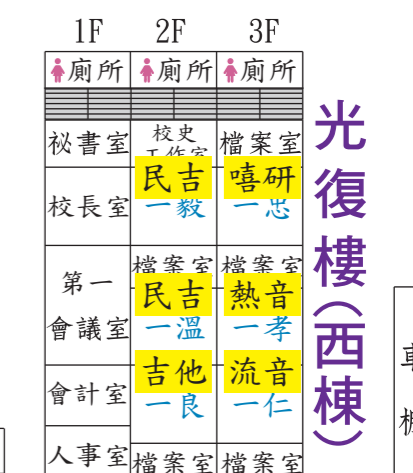 1F 2F 3F
廁所 廁所 廁所
祕書室 校史 檔案室
工作室
民吉 嘻研
校長室 一毅 一忠
檔案室 檔案室
第一
會議室
民吉 熱音
一溫 一孝
吉他 流音
會計室 一良 一仁
人事室 檔案室 檔案室
光復樓(西棟)